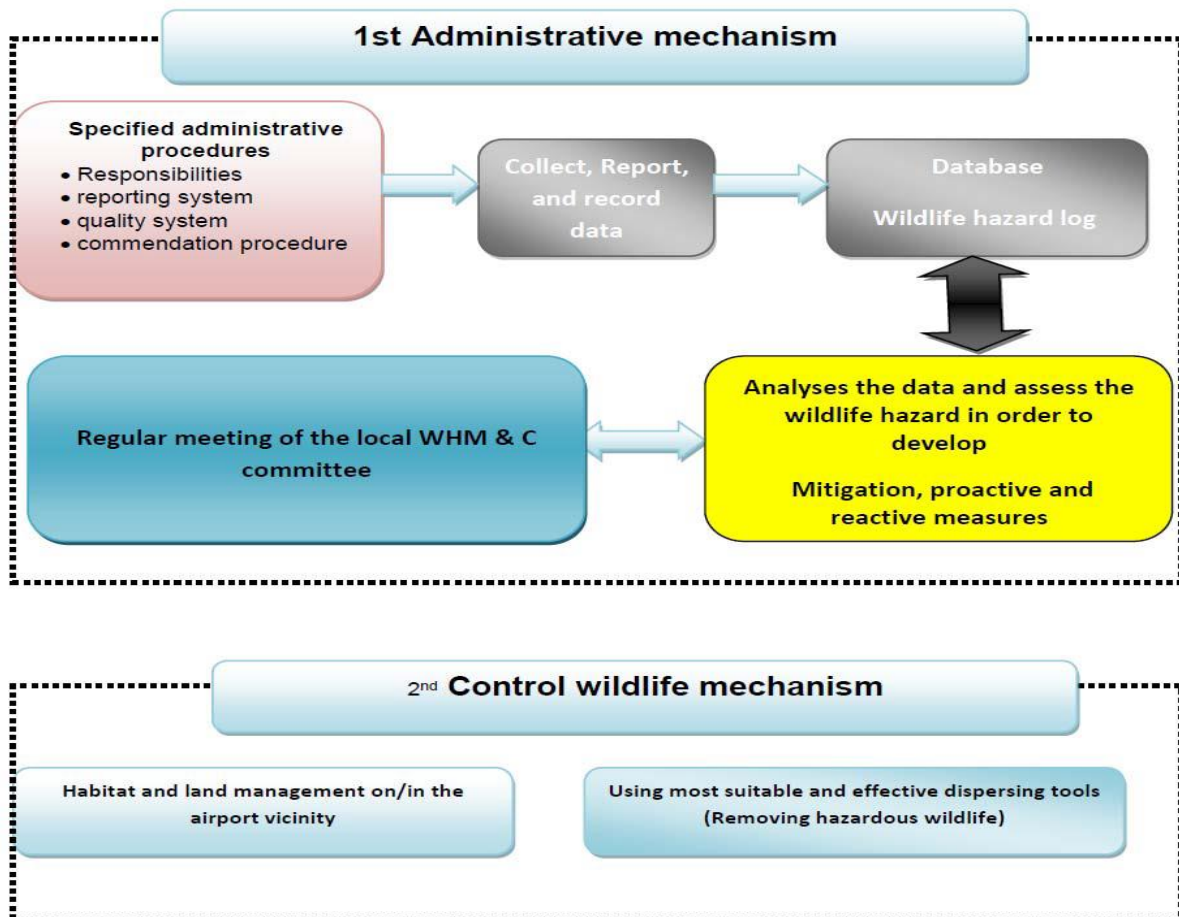 1st Administrative mechanism
Specified administrative
procedures
• Responsibilities
• reporting system
• quality system
• commendation procedure
Collect, Report,
and record
data
Database
Wildlife hazard log
Regular meeting of the local WHM & C
committee
Analyses the data and assess the
wildlife hazard in order to
develop
Mitigation, proactive and
reactive measures
2nd Control wildlife mechanism
Habitat and land management on/in the
airport vicinity
Using most suitable and effective dispersing tools
(Removing hazardous wildlife)